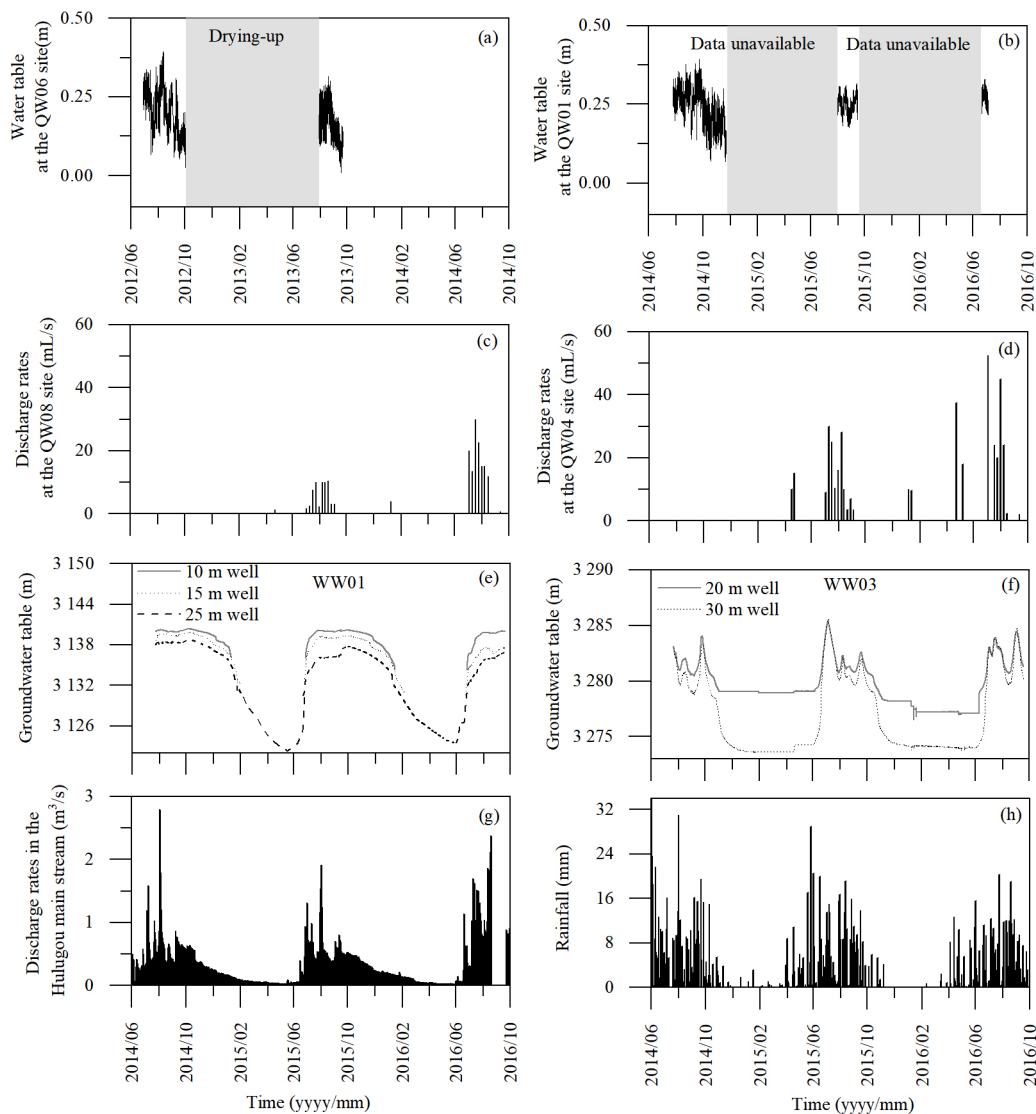 Water table
at the QW06 site(m)
0.50
0.25
0.00
Drying-up
(a)
2012/06
2012/10
2013/02
2013/06
2013/10
2014/02
2014/06
2014/10
Water table
at the QW01 site (m)
0.50
0.25
0.00
Data unavailable
Data unavailable
(b)
2014/06
2014/10
2015/02
2015/06
2015/10
2016/02
2016/06
2016/10
Discharge rates
at the QW08 site (mL/s)
60
40
20
0
(c)
Discharge rates
at the QW04 site (mL/s)
60
40
20
0
(d)
Groundwater table (m)
3 150
3 144
3 138
3 132
3 126
10 m well
15 m well
25 m well
WW01
(e)
Groundwater table (m)
3 290
3 285
3 280
3 274
20 m well
30 m well
WW03
(f)
Discharge rates in the
Hulugou main stream (m³/s)
3
2
1
0
(g)
2014/06
2014/10
2015/02
2015/06
2015/10
2016/02
2016/06
2016/10
Time (yyyy/mm)
Rainfall (mm)
32
24
16
8
0
(h)
2014/06
2014/10
2015/02
2015/06
2015/10
2016/02
2016/06
2016/10
Time (yyyy/mm)